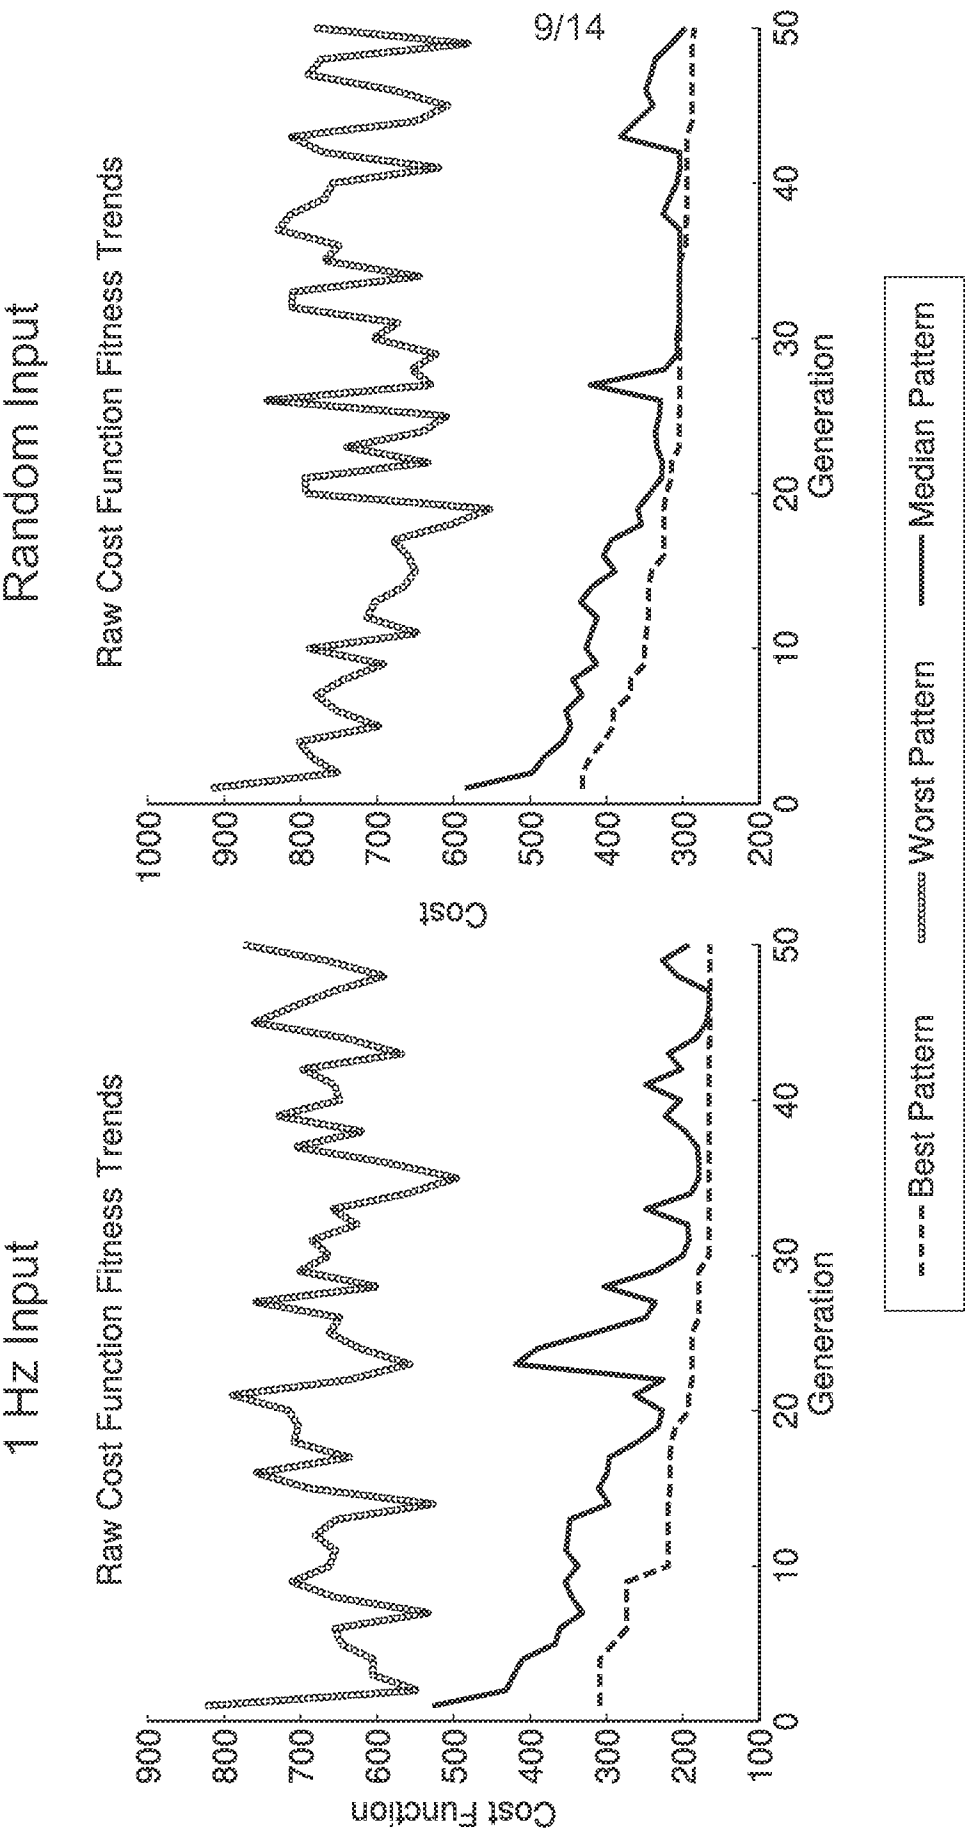 1 Hz Input
Raw Cost Function Fitness Trends
Cost Function
900
800
700
600
500
400
300
200
100
0
10
20
30
40
50
Generation
Random Input
Raw Cost Function Fitness Trends
Cost
1000
900
800
700
600
500
400
300
200
0
10
20
30
40
50
Generation
Best Pattern
Worst Pattern
Median Pattern
9/14